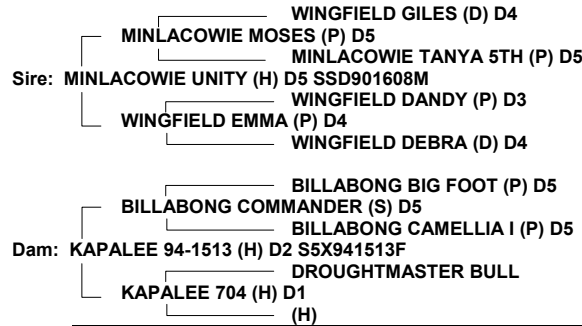 WINGFIELD GILES (D) D4
MINLACOWIE MOSES (P) D5
MINLACOWIE TANYA 5TH (P) D5
Sire: MINLACOWIE UNITY (H) D5 SSD901608M
WINGFIELD DANDY (P) D3
WINGFIELD EMMA (P) D4
WINGFIELD DEBRA (D) D4
BILLABONG BIG FOOT (P) D5
BILLABONG COMMANDER (S) D5
BILLABONG CAMELLIA I (P) D5
Dam: KAPALEE 94-1513 (H) D2 S5X941513F
DROUGHTMASTER BULL
KAPALEE 704 (H) D1
(H)